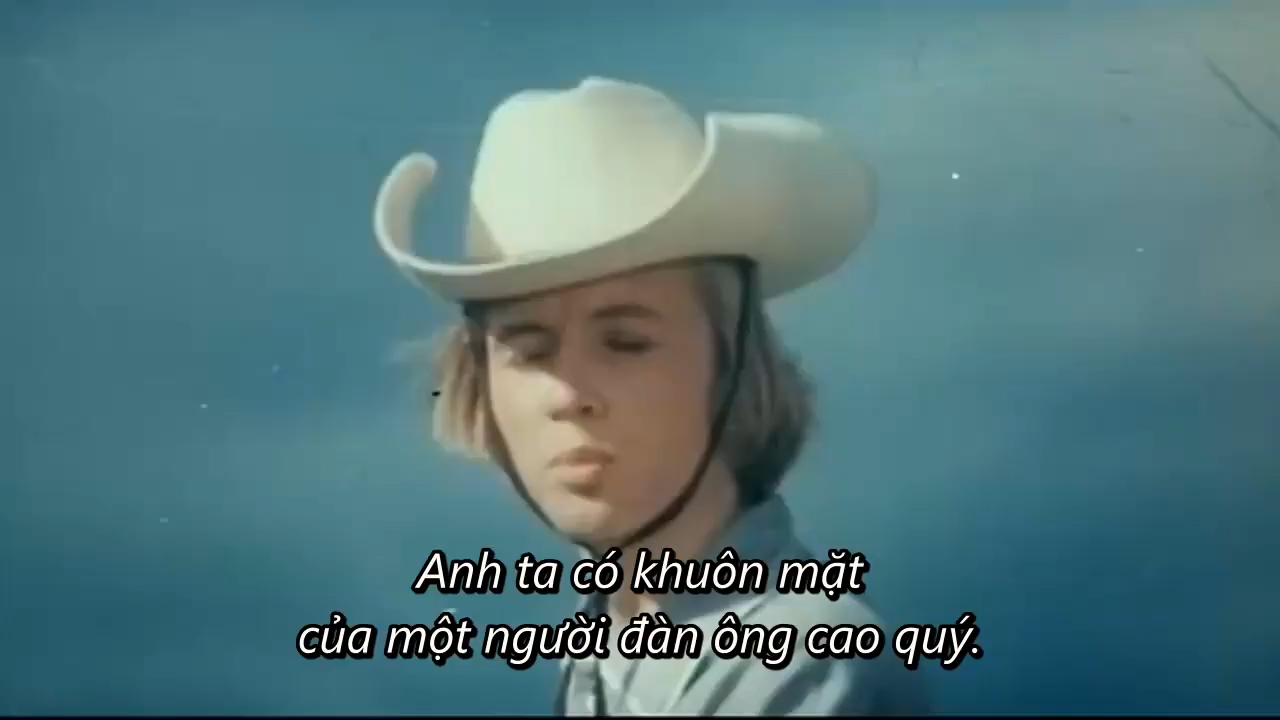 Anh ta có khuôn mặt
của một người đàn ông cao quý.